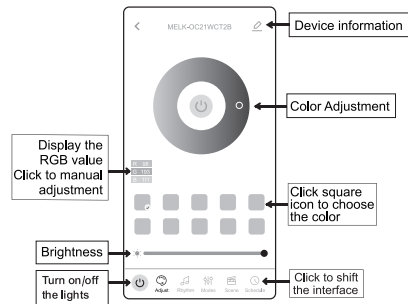 MELK-OC21WCT2B
Device information
Color Adjustment
Display the
RGB value
Click to manual
adjustment
Click square
icon to choose
the color
Brightness
Turn on/off
the lights
Adjust
Rhythm
Modes
Scene
Schedule
Click to shift
the interface